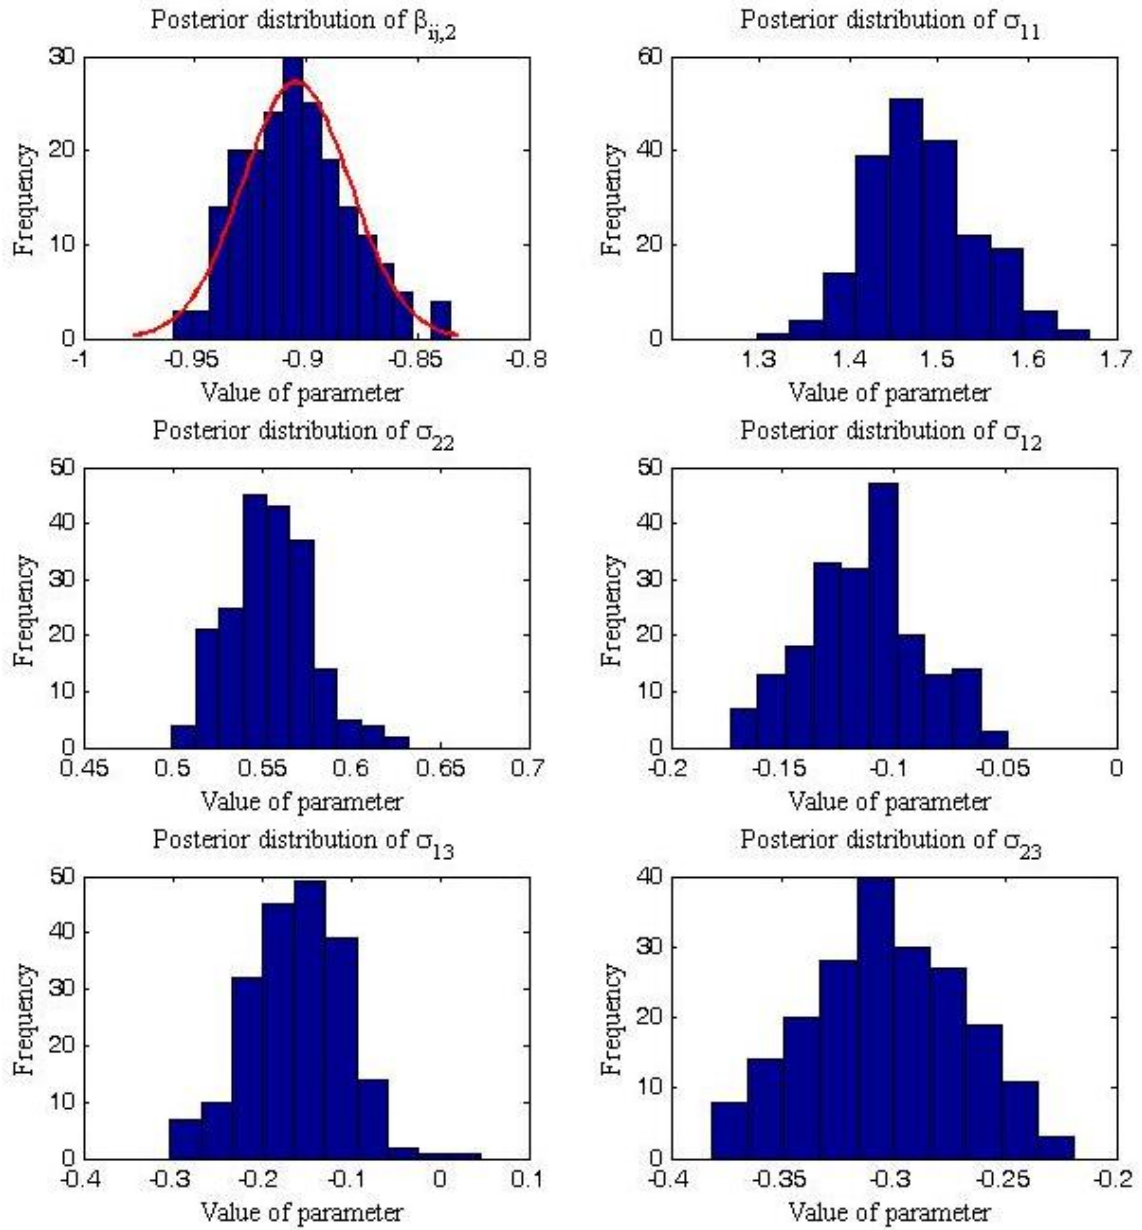 Posterior distribution of βij,2
Posterior distribution of σ11
30
20
10
0
Frequency
-1 -0.95 -0.9 -0.85 -0.8
Value of parameter
60
40
20
0
Frequency
1.3 1.4 1.5 1.6 1.7
Value of parameter
Posterior distribution of σ22
Posterior distribution of σ12
50
40
30
20
10
0
Frequency
0.45 0.5 0.55 0.6 0.65 0.7
Value of parameter
50
40
30
20
10
0
Frequency
-0.2 -0.15 -0.1 -0.05 0
Value of parameter
Posterior distribution of σ13
Posterior distribution of σ23
50
40
30
20
10
0
Frequency
-0.4 -0.3 -0.2 -0.1 0 0.1
Value of parameter
40
30
20
10
0
Frequency
-0.4 -0.35 -0.3 -0.25 -0.2
Value of parameter